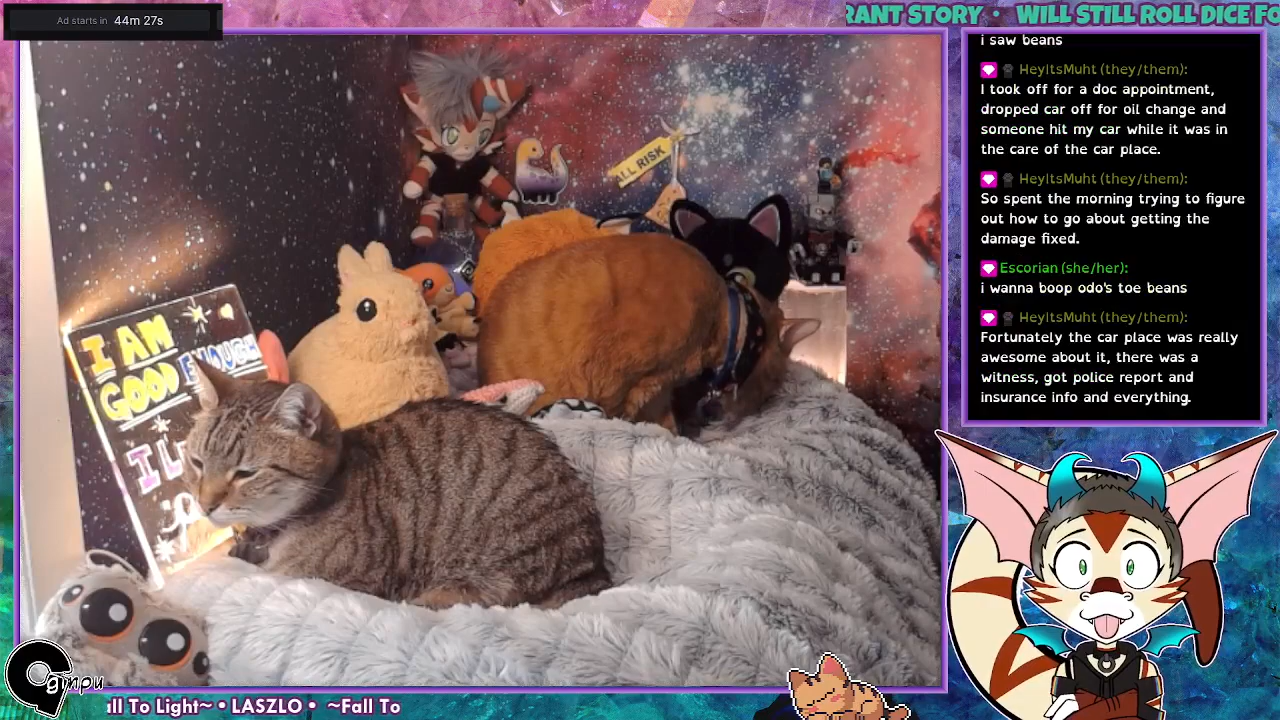 Ad starts in 44m 27s
RANT STORY • WILL STILL ROLL DICE FO
i saw beans
HeyItsMuht (they/them):
I took off for a doc appointment,
dropped car off for oil change and
someone hit my car while it was in
the care of the car place.
HeyItsMuht (they/them):
So spent the morning trying to figure
out how to go about getting the
damage fixed.
Escorian (she/her):
i wanna boop odo's toe beans
HeyItsMuht (they/them):
Fortunately the car place was really
awesome about it, there was a
witness, got police report and
insurance info and everything.
ALL RISK
I AM
GOOD ENOUGH
ginpu
all To Light~ • LASZLO • ~Fall To